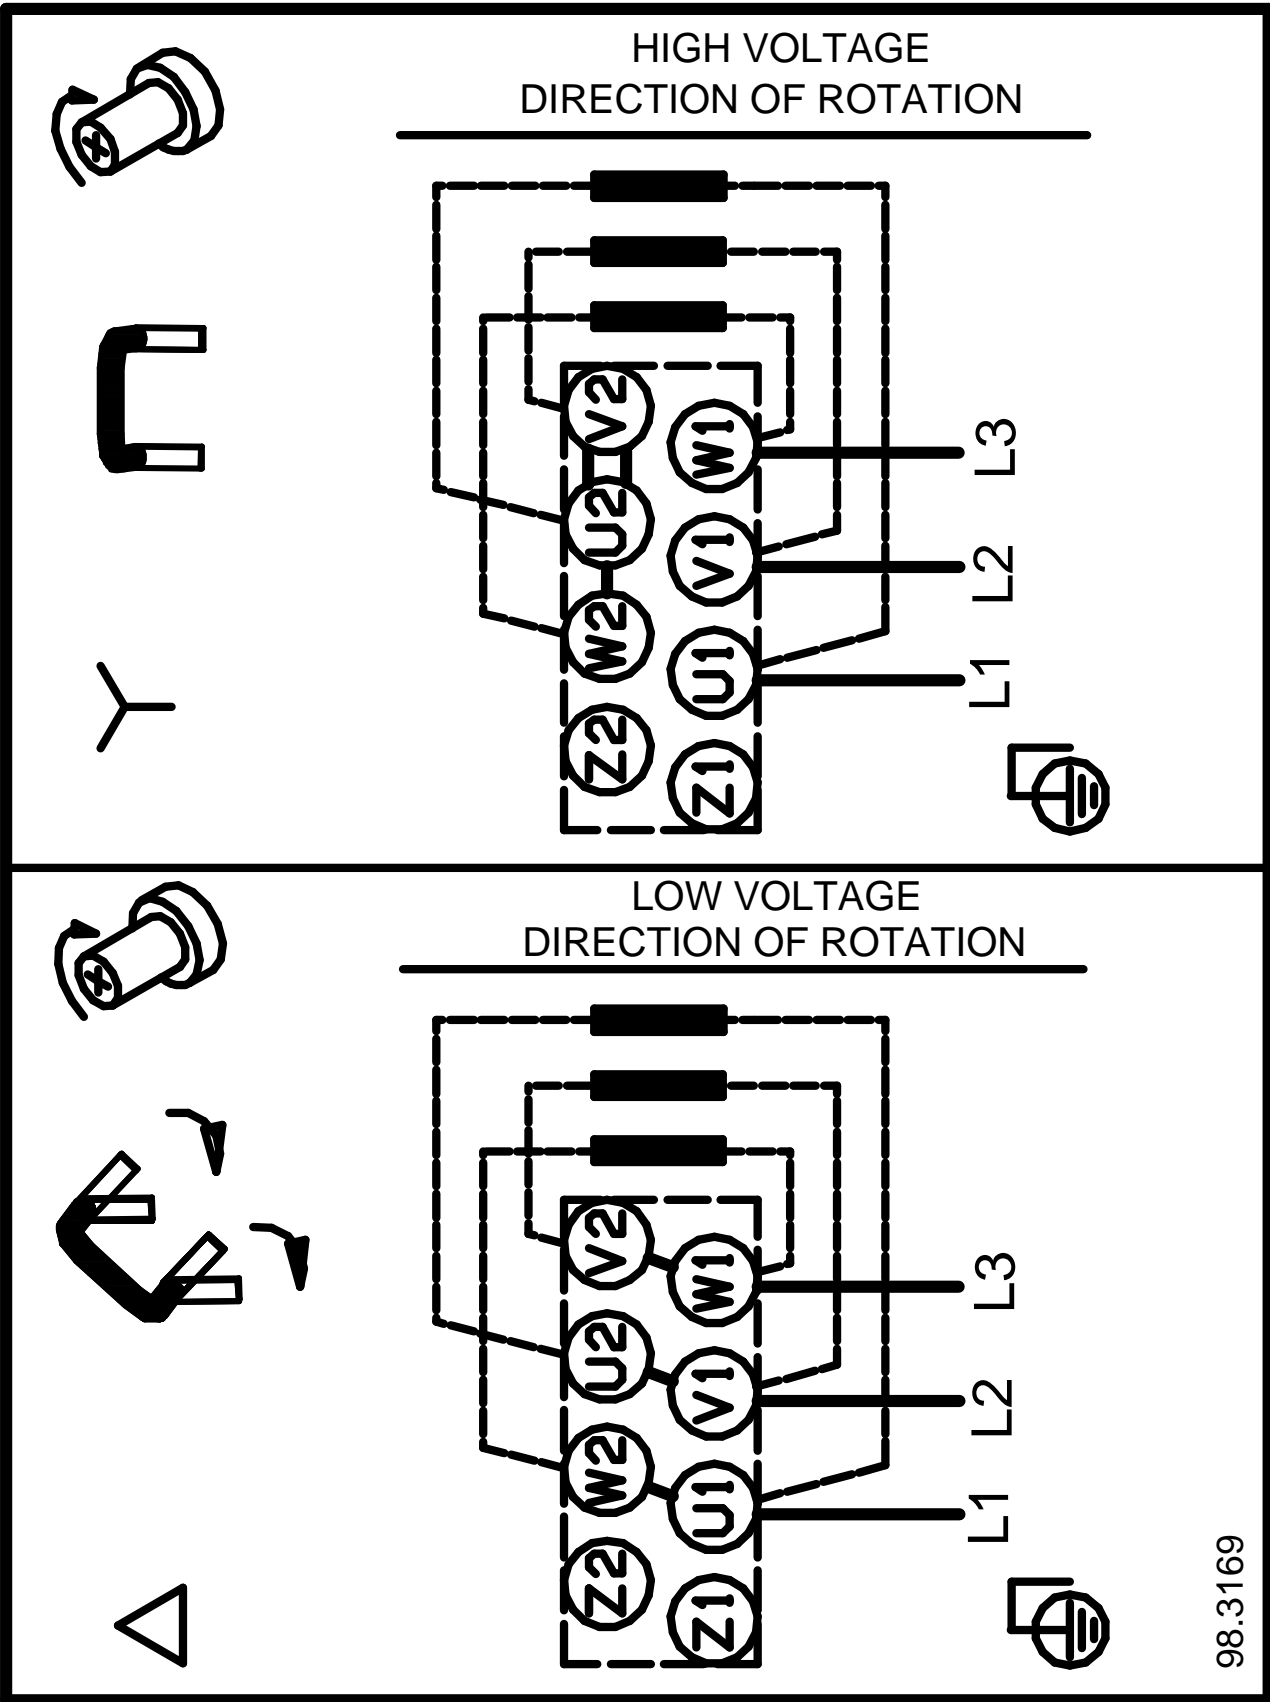 HIGH VOLTAGE
DIRECTION OF ROTATION
V2
W1
L3
U2
V1
L2
W2
U1
L1
Z2
Z1
LOW VOLTAGE
DIRECTION OF ROTATION
V2
W1
L3
U2
V1
L2
W2
U1
L1
Z2
Z1
98.3169